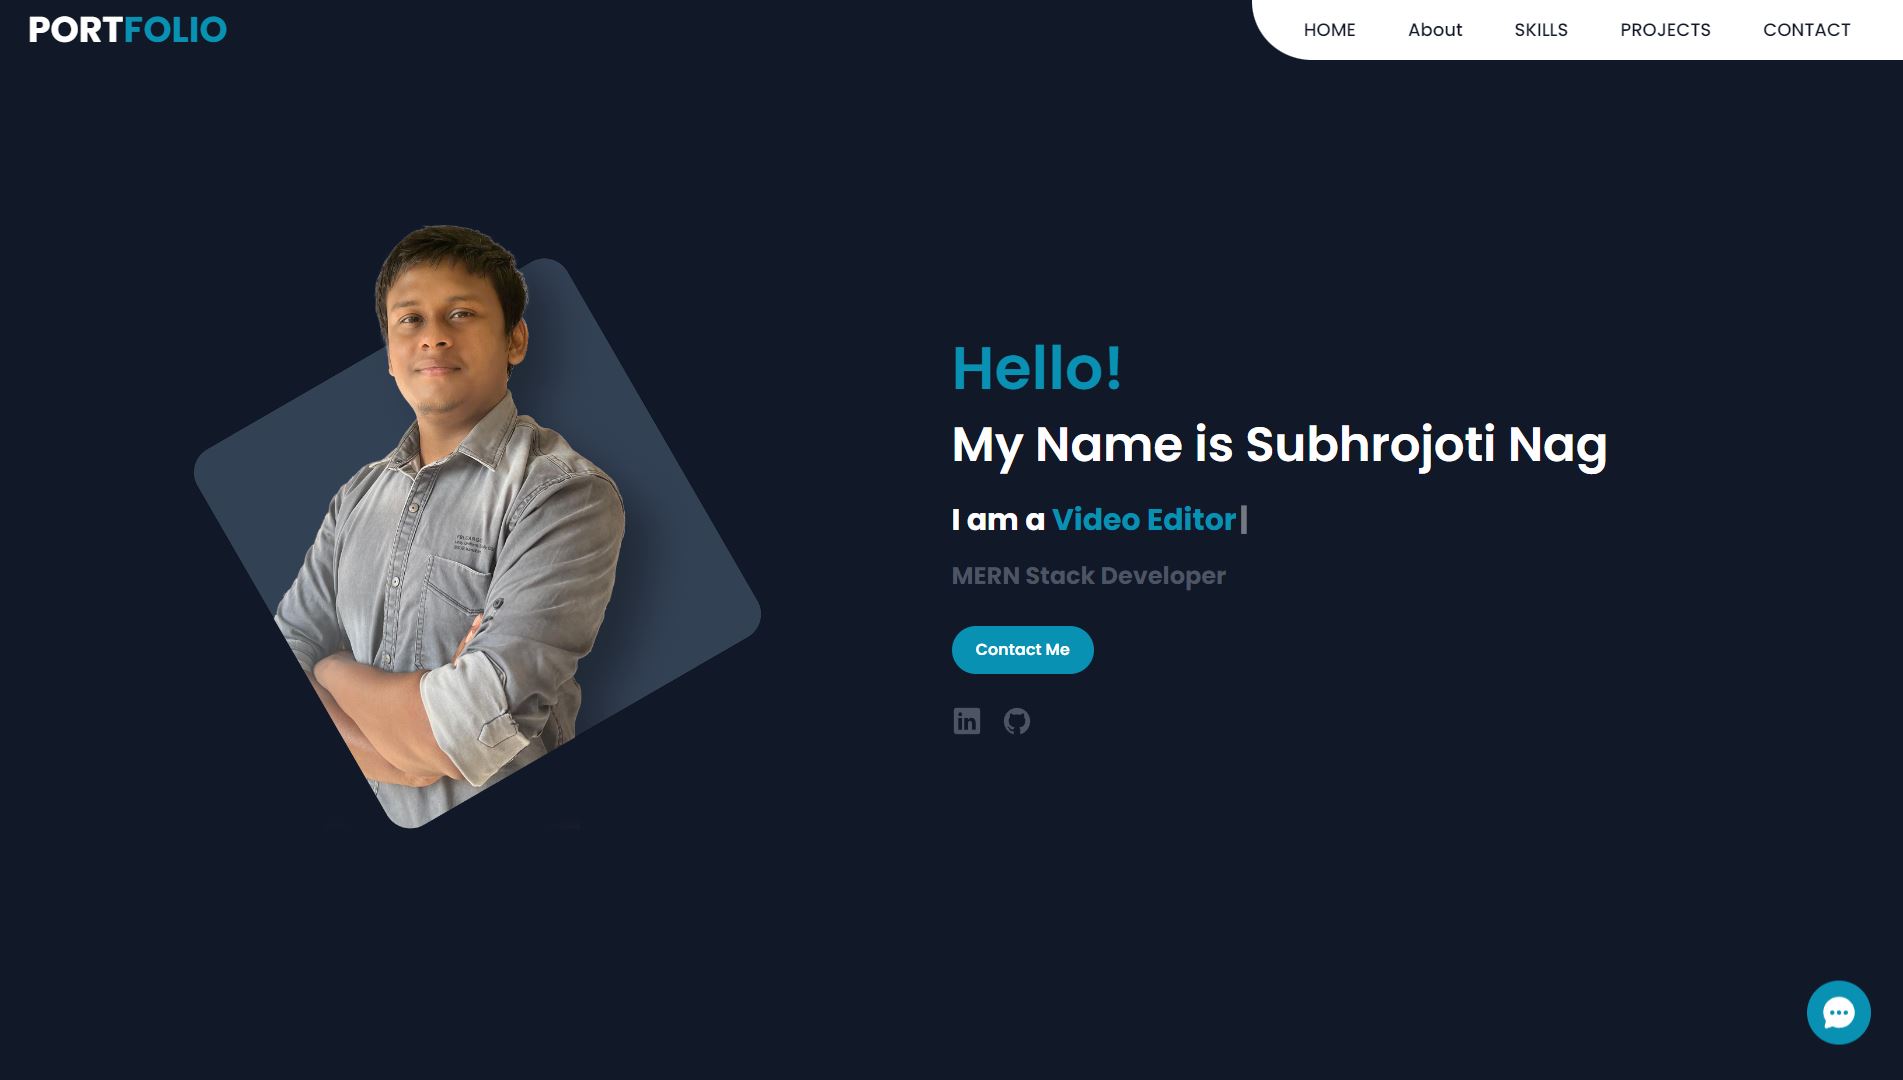 PORTFOLIO
HOME About SKILLS PROJECTS CONTACT
Hello!
My Name is Subhrojoti Nag
I am a Video Editor
MERN Stack Developer
Contact Me
in